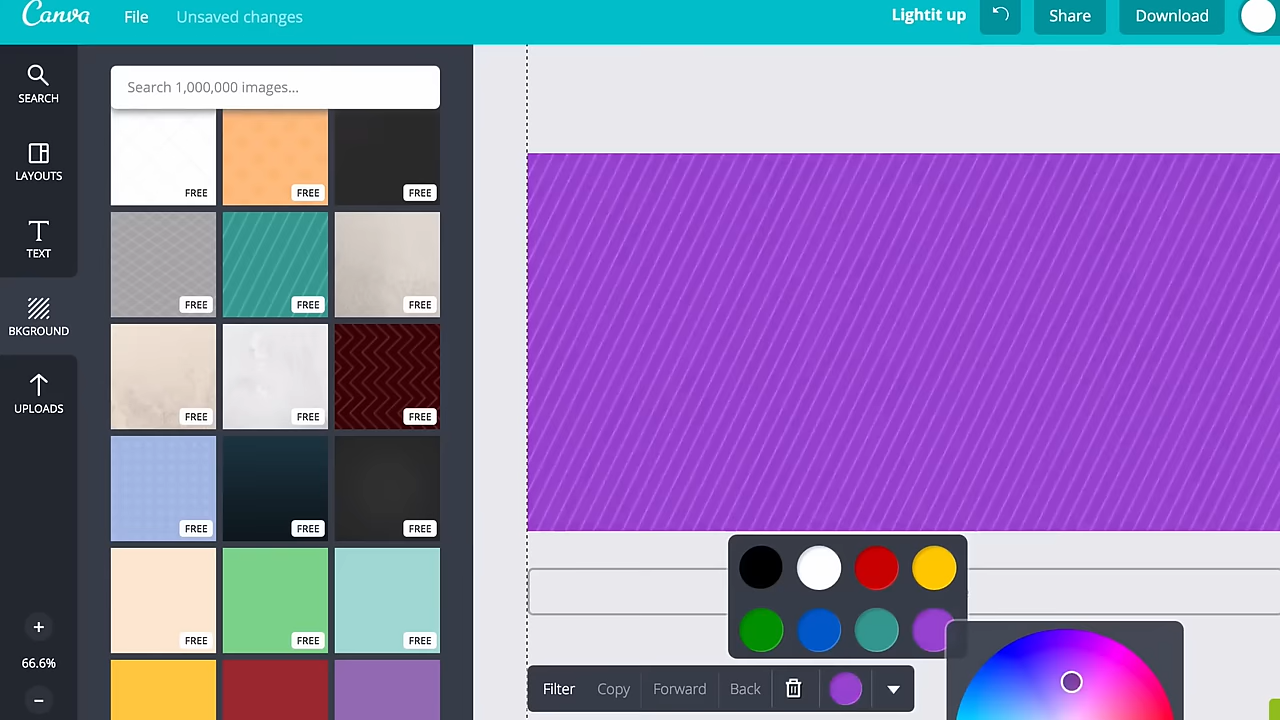 Canva File Unsaved changes Lightit up Share Download
SEARCH
LAYOUTS
TEXT
BKGROUND
UPLOADS
+
66.6%
−
Search 1,000,000 images...
FREE FREE FREE
FREE FREE FREE
FREE FREE FREE
FREE FREE FREE
FREE FREE FREE
Filter Copy Forward Back